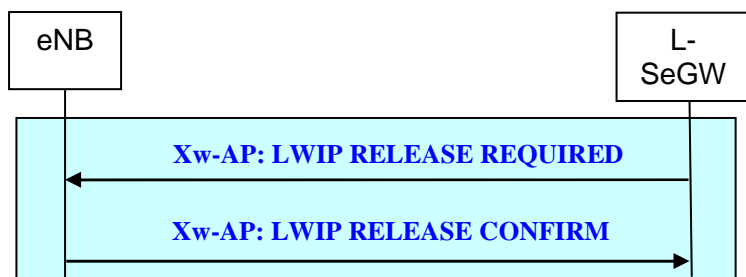 eNB
L-
SeGW
Xw-AP: LWIP RELEASE REQUIRED
Xw-AP: LWIP RELEASE CONFIRM